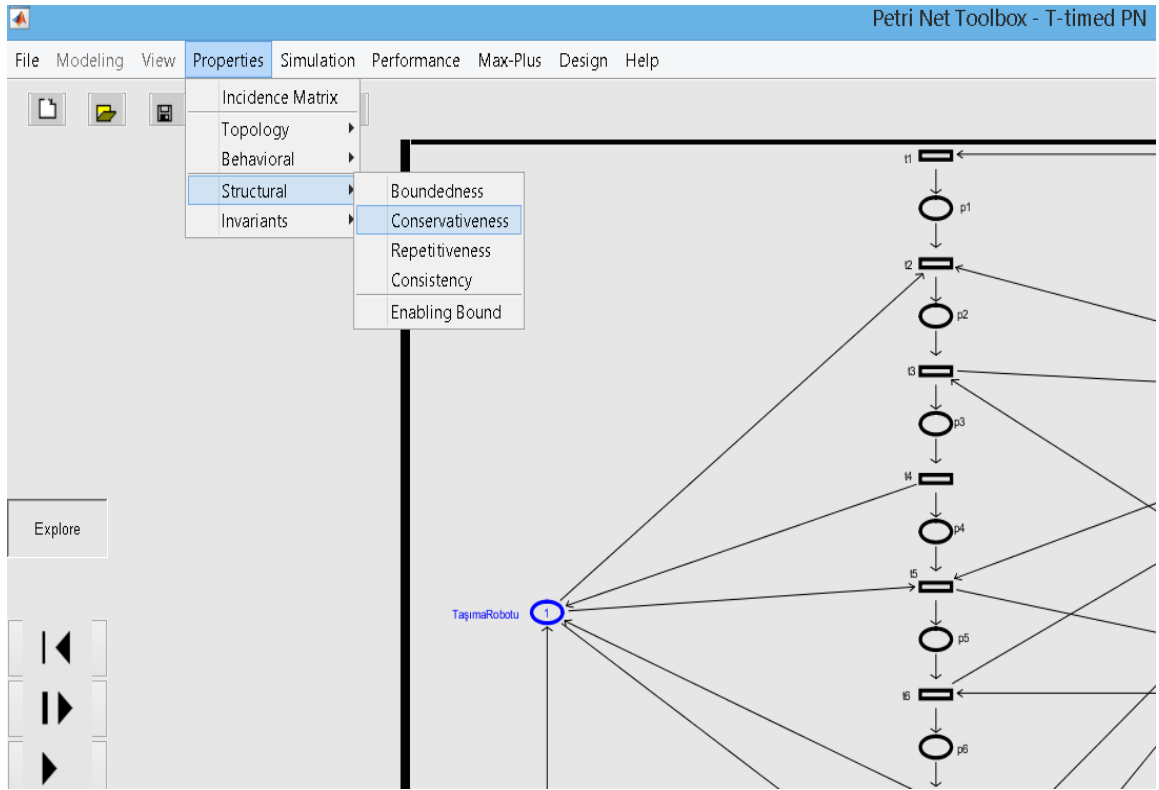 Petri Net Toolbox - T-timed PN
File Modeling View Properties Simulation Performance Max-Plus Design Help
Incidence Matrix
Topology
Behavioral
Structural
Invariants
Boundedness
Conservativeness
Repetitiveness
Consistency
Enabling Bound
t1
p1
t2
p2
t3
p3
t4
p4
t5
p5
t6
p6
Explore
TaşımaRobotu
1